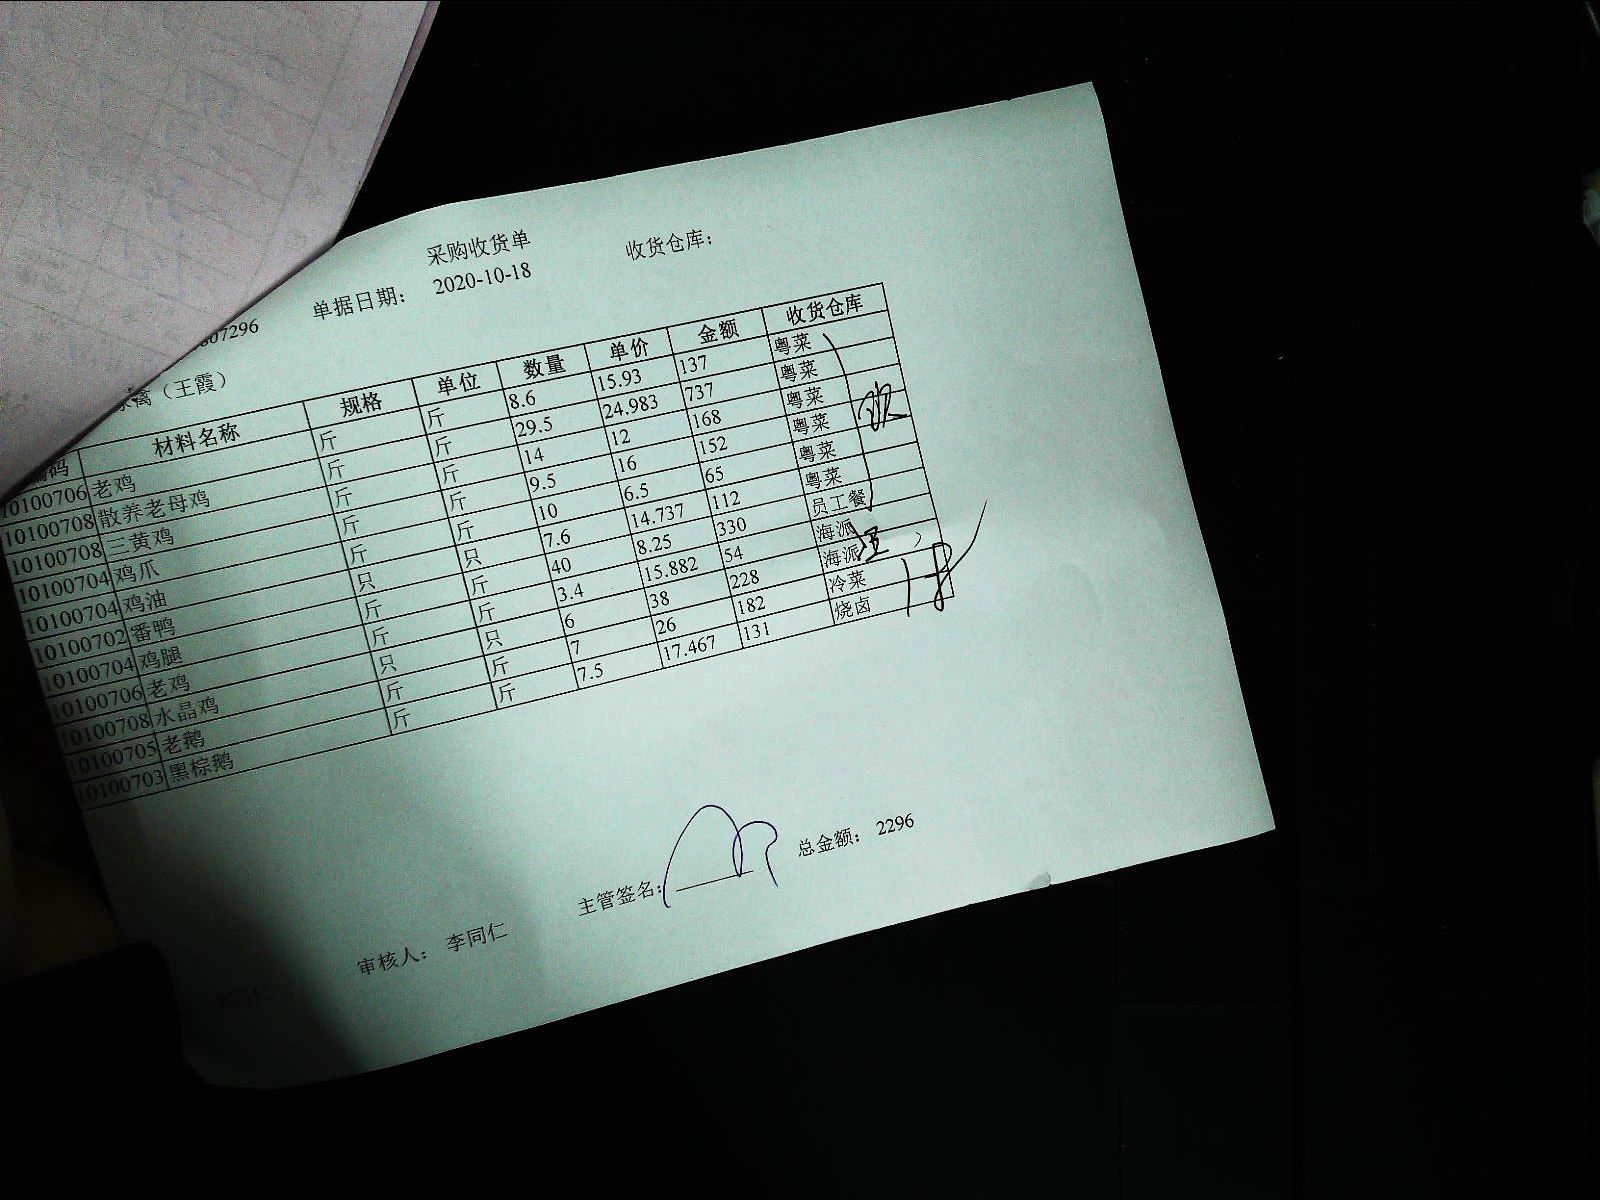 采购收货单
单据日期： 2020-10-18 收货仓库：
07296
禽（王霞）
码 材料名称 规格 单位 数量 单价 金额 收货仓库
10100706 老鸡 斤 斤 8.6 15.93 137 粤菜
10100708 散养老母鸡 斤 斤 29.5 24.983 737 粤菜
10100708 三黄鸡 斤 斤 14 12 168 粤菜
10100704 鸡爪 斤 斤 9.5 16 152 粤菜
10100704 鸡油 斤 斤 10 6.5 65 粤菜
10100702 番鸭 只 只 7.6 14.737 112 粤菜
10100704 鸡腿 斤 斤 40 8.25 330 员工餐
10100706 老鸡 斤 斤 3.4 15.882 54 海派
10100708 水晶鸡 只 只 6 38 228 海派
10100705 老鹅 斤 斤 7 26 182 冷菜
10100703 黑棕鹅 斤 斤 7.5 17.467 131 烧卤
主管签名： 总金额： 2296
审核人： 李同仁